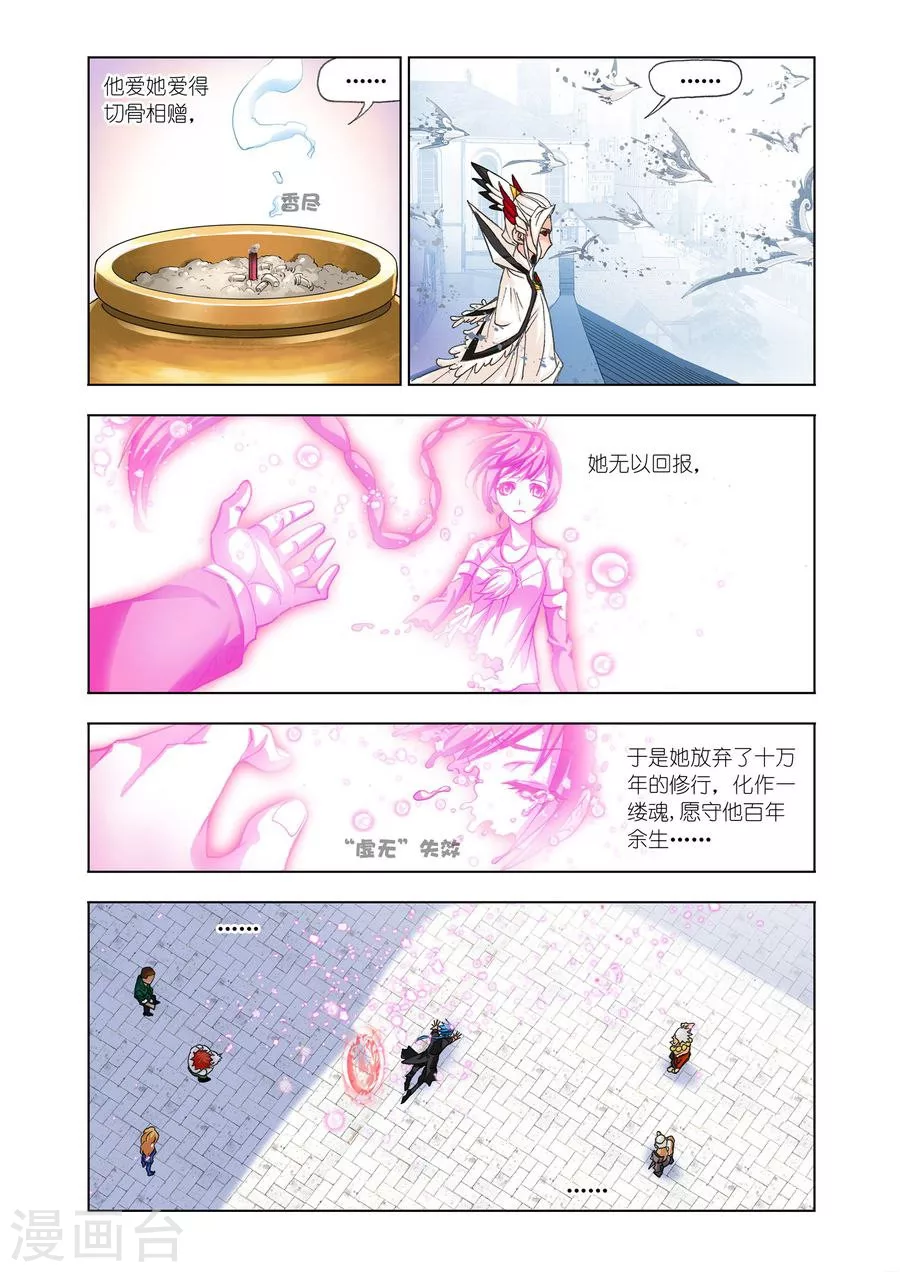 他爱她爱得
切骨相赠，
……
香尽
……
她无以回报，
于是她放弃了十万
年的修行，化作一
缕魂，愿守他百年
余生……
“虚无”失效
……
……
漫画台